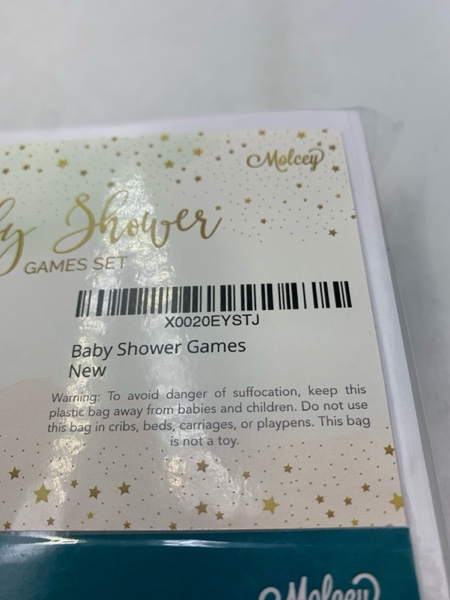 Molcey
y Shower
GAMES SET
X0020EYSTJ
Baby Shower Games
New
Warning: To avoid danger of suffocation, keep this
plastic bag away from babies and children. Do not use
this bag in cribs, beds, carriages, or playpens. This bag
is not a toy.
Molcey